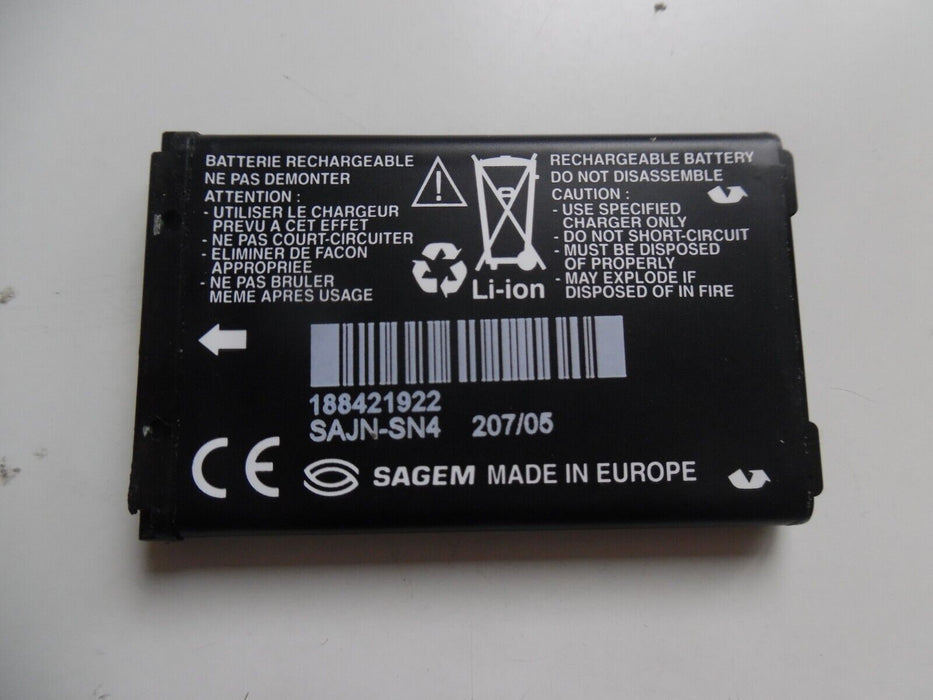 BATTERIE RECHARGEABLE
NE PAS DEMONTER
ATTENTION :
- UTILISER LE CHARGEUR
PREVU A CET EFFET
- NE PAS COURT-CIRCUITER
- ELIMINER DE FACON
APPROPRIEE
- NE PAS BRULER
MEME APRES USAGE
Li-ion
RECHARGEABLE BATTERY
DO NOT DISASSEMBLE
CAUTION :
- USE SPECIFIED
CHARGER ONLY
- DO NOT SHORT-CIRCUIT
- MUST BE DISPOSED
OF PROPERLY
- MAY EXPLODE IF
DISPOSED OF IN FIRE
188421922
SAJN-SN4 207/05
CE SAGEM MADE IN EUROPE